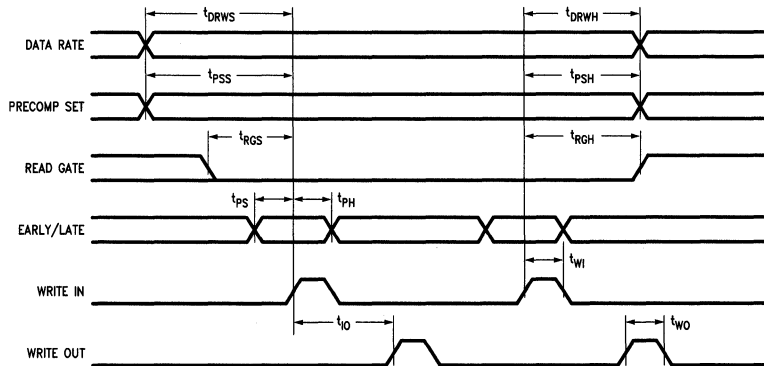 tDRWS
tDRWH
DATA RATE
tPSS
tPSH
PRECOMP SET
tRGS
tRGH
READ GATE
tPS
tPH
EARLY/LATE
tWI
WRITE IN
tIO
tWO
WRITE OUT